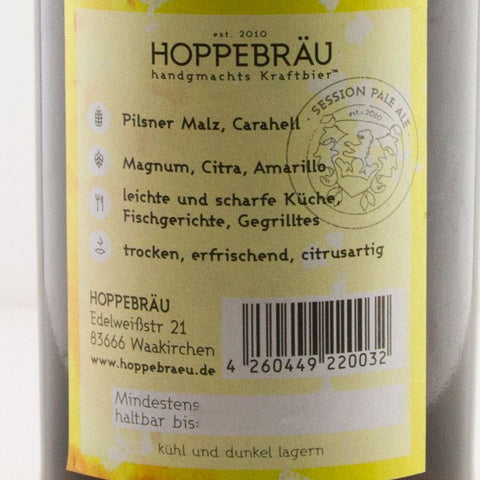 est. 2010
HOPPEBRÄU
handgmachts Kraftbier™
· SESSION PALE ALE ·
est. 2010
Pilsner Malz, Carahell
Magnum, Citra, Amarillo
leichte und scharfe Küche,
Fischgerichte, Gegrilltes
trocken, erfrischend, citrusartig
HOPPEBRÄU
Edelweißstr 21
83666 Waakirchen
www.hoppebraeu.de
4 260449 220032
Mindestens
haltbar bis:
kühl und dunkel lagern